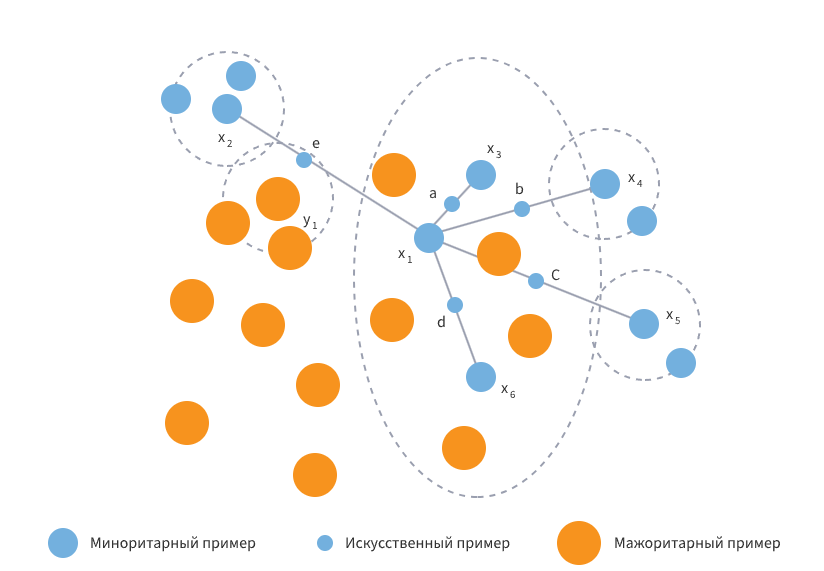 e
x2
x3
x4
a
b
y1
x1
C
d
x5
x6
Миноритарный пример
Искусственный пример
Мажоритарный пример